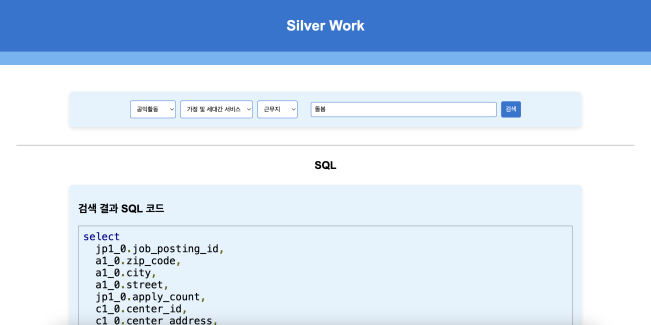 Silver Work
공익활동 가정 및 세대간 서비스 근무지 돌봄 검색
SQL
검색 결과 SQL 코드
select
jp1_0.job_posting_id,
a1_0.zip_code,
a1_0.city,
a1_0.street,
jp1_0.apply_count,
c1_0.center_id,
c1_0.center_address,